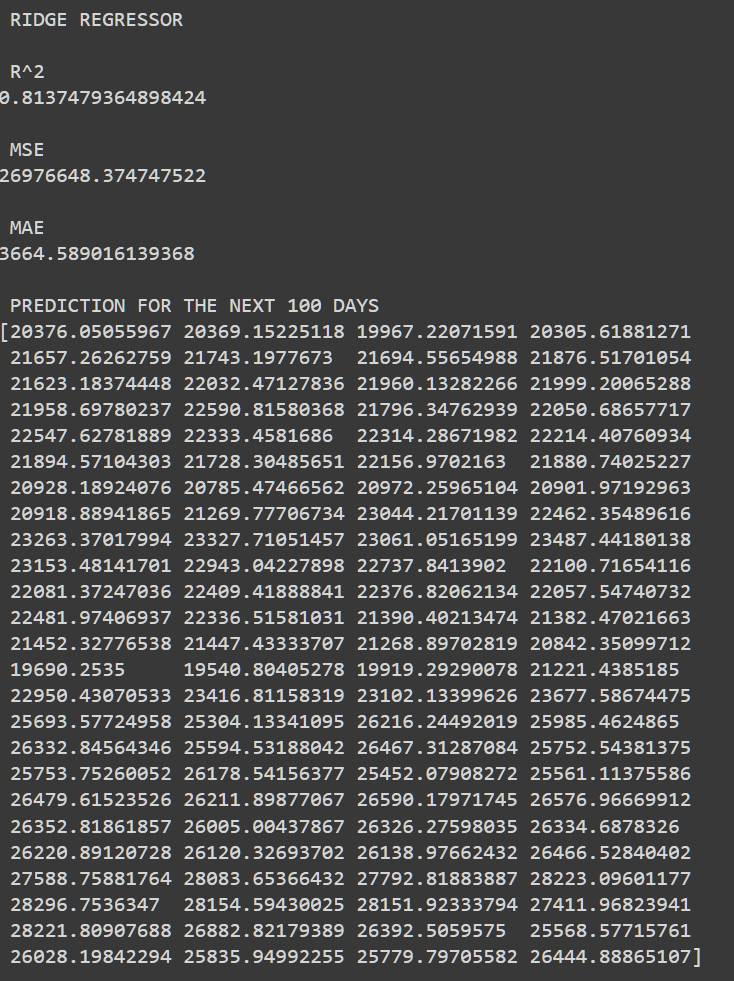 RIDGE REGRESSOR
R^2
0.8137479364898424
MSE
26976648.374747522
MAE
3664.589016139368
PREDICTION FOR THE NEXT 100 DAYS
[20376.05055967 20369.15225118 19967.22071591 20305.61881271
21657.26262759 21743.1977673 21694.55654988 21876.51701054
21623.18374448 22032.47127836 21960.13282266 21999.20065288
21958.69780237 22590.81580368 21796.34762939 22050.68657717
22547.62781889 22333.4581686 22314.28671982 22214.40760934
21894.57104303 21728.30485651 22156.9702163 21880.74025227
20928.18924076 20785.47466562 20972.25965104 20901.97192963
20918.88941865 21269.77706734 23044.21701139 22462.35489616
23263.37017994 23327.71051457 23061.05165199 23487.44180138
23153.48141701 22943.04227898 22737.8413902 22100.71654116
22081.37247036 22409.41888841 22376.82062134 22057.54740732
22481.97406937 22336.51581031 21390.40213474 21382.47021663
21452.32776538 21447.43333707 21268.89702819 20842.35099712
19690.2535 19540.80405278 19919.29290078 21221.4385185
22950.43070533 23416.81158319 23102.13399626 23677.58674475
25693.57724958 25304.13341095 26216.24492019 25985.4624865
26332.84564346 25594.53188042 26467.31287084 25752.54381375
25753.75260052 26178.54156377 25452.07908272 25561.11375586
26479.61523526 26211.89877067 26590.17971745 26576.96669912
26352.81861857 26005.00437867 26326.27598035 26334.6878326
26220.89120728 26120.32693702 26138.97662432 26466.52840402
27588.75881764 28083.65366432 27792.81883887 28223.09601177
28296.7536347 28154.59430025 28151.92333794 27411.96823941
28221.80907688 26882.82179389 26392.5059575 25568.57715761
26028.19842294 25835.94992255 25779.79705582 26444.88865107]